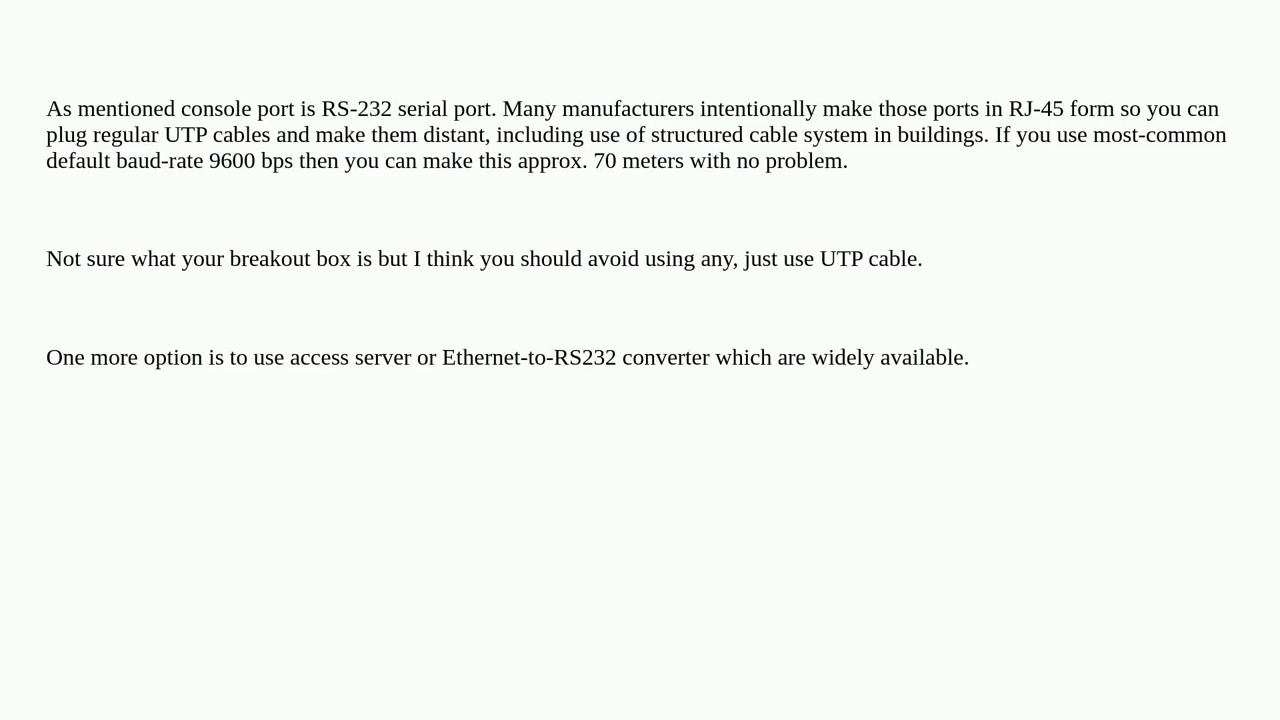 As mentioned console port is RS-232 serial port. Many manufacturers intentionally make those ports in RJ-45 form so you can
plug regular UTP cables and make them distant, including use of structured cable system in buildings. If you use most-common
default baud-rate 9600 bps then you can make this approx. 70 meters with no problem.
Not sure what your breakout box is but I think you should avoid using any, just use UTP cable.
One more option is to use access server or Ethernet-to-RS232 converter which are widely available.